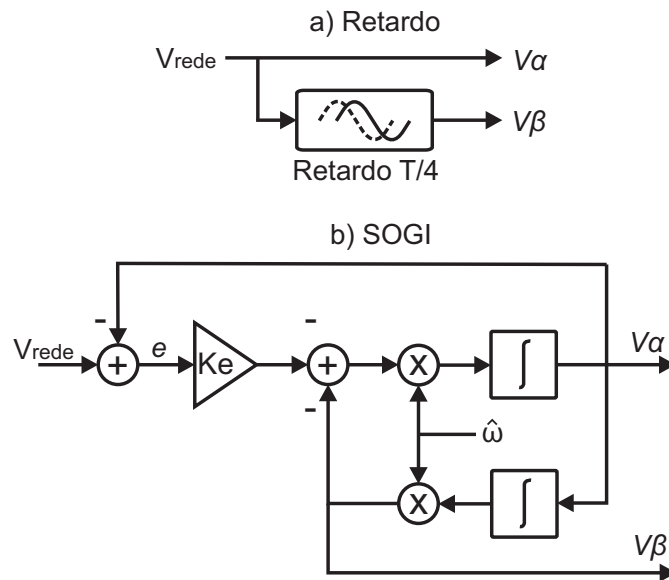 a) Retardo
Vrede
Vα
Vβ
Retardo T/4
b) SOGI
-
-
Vrede
+
e
Ke
+
X
∫
Vα
-
ω̂
X
∫
Vβ